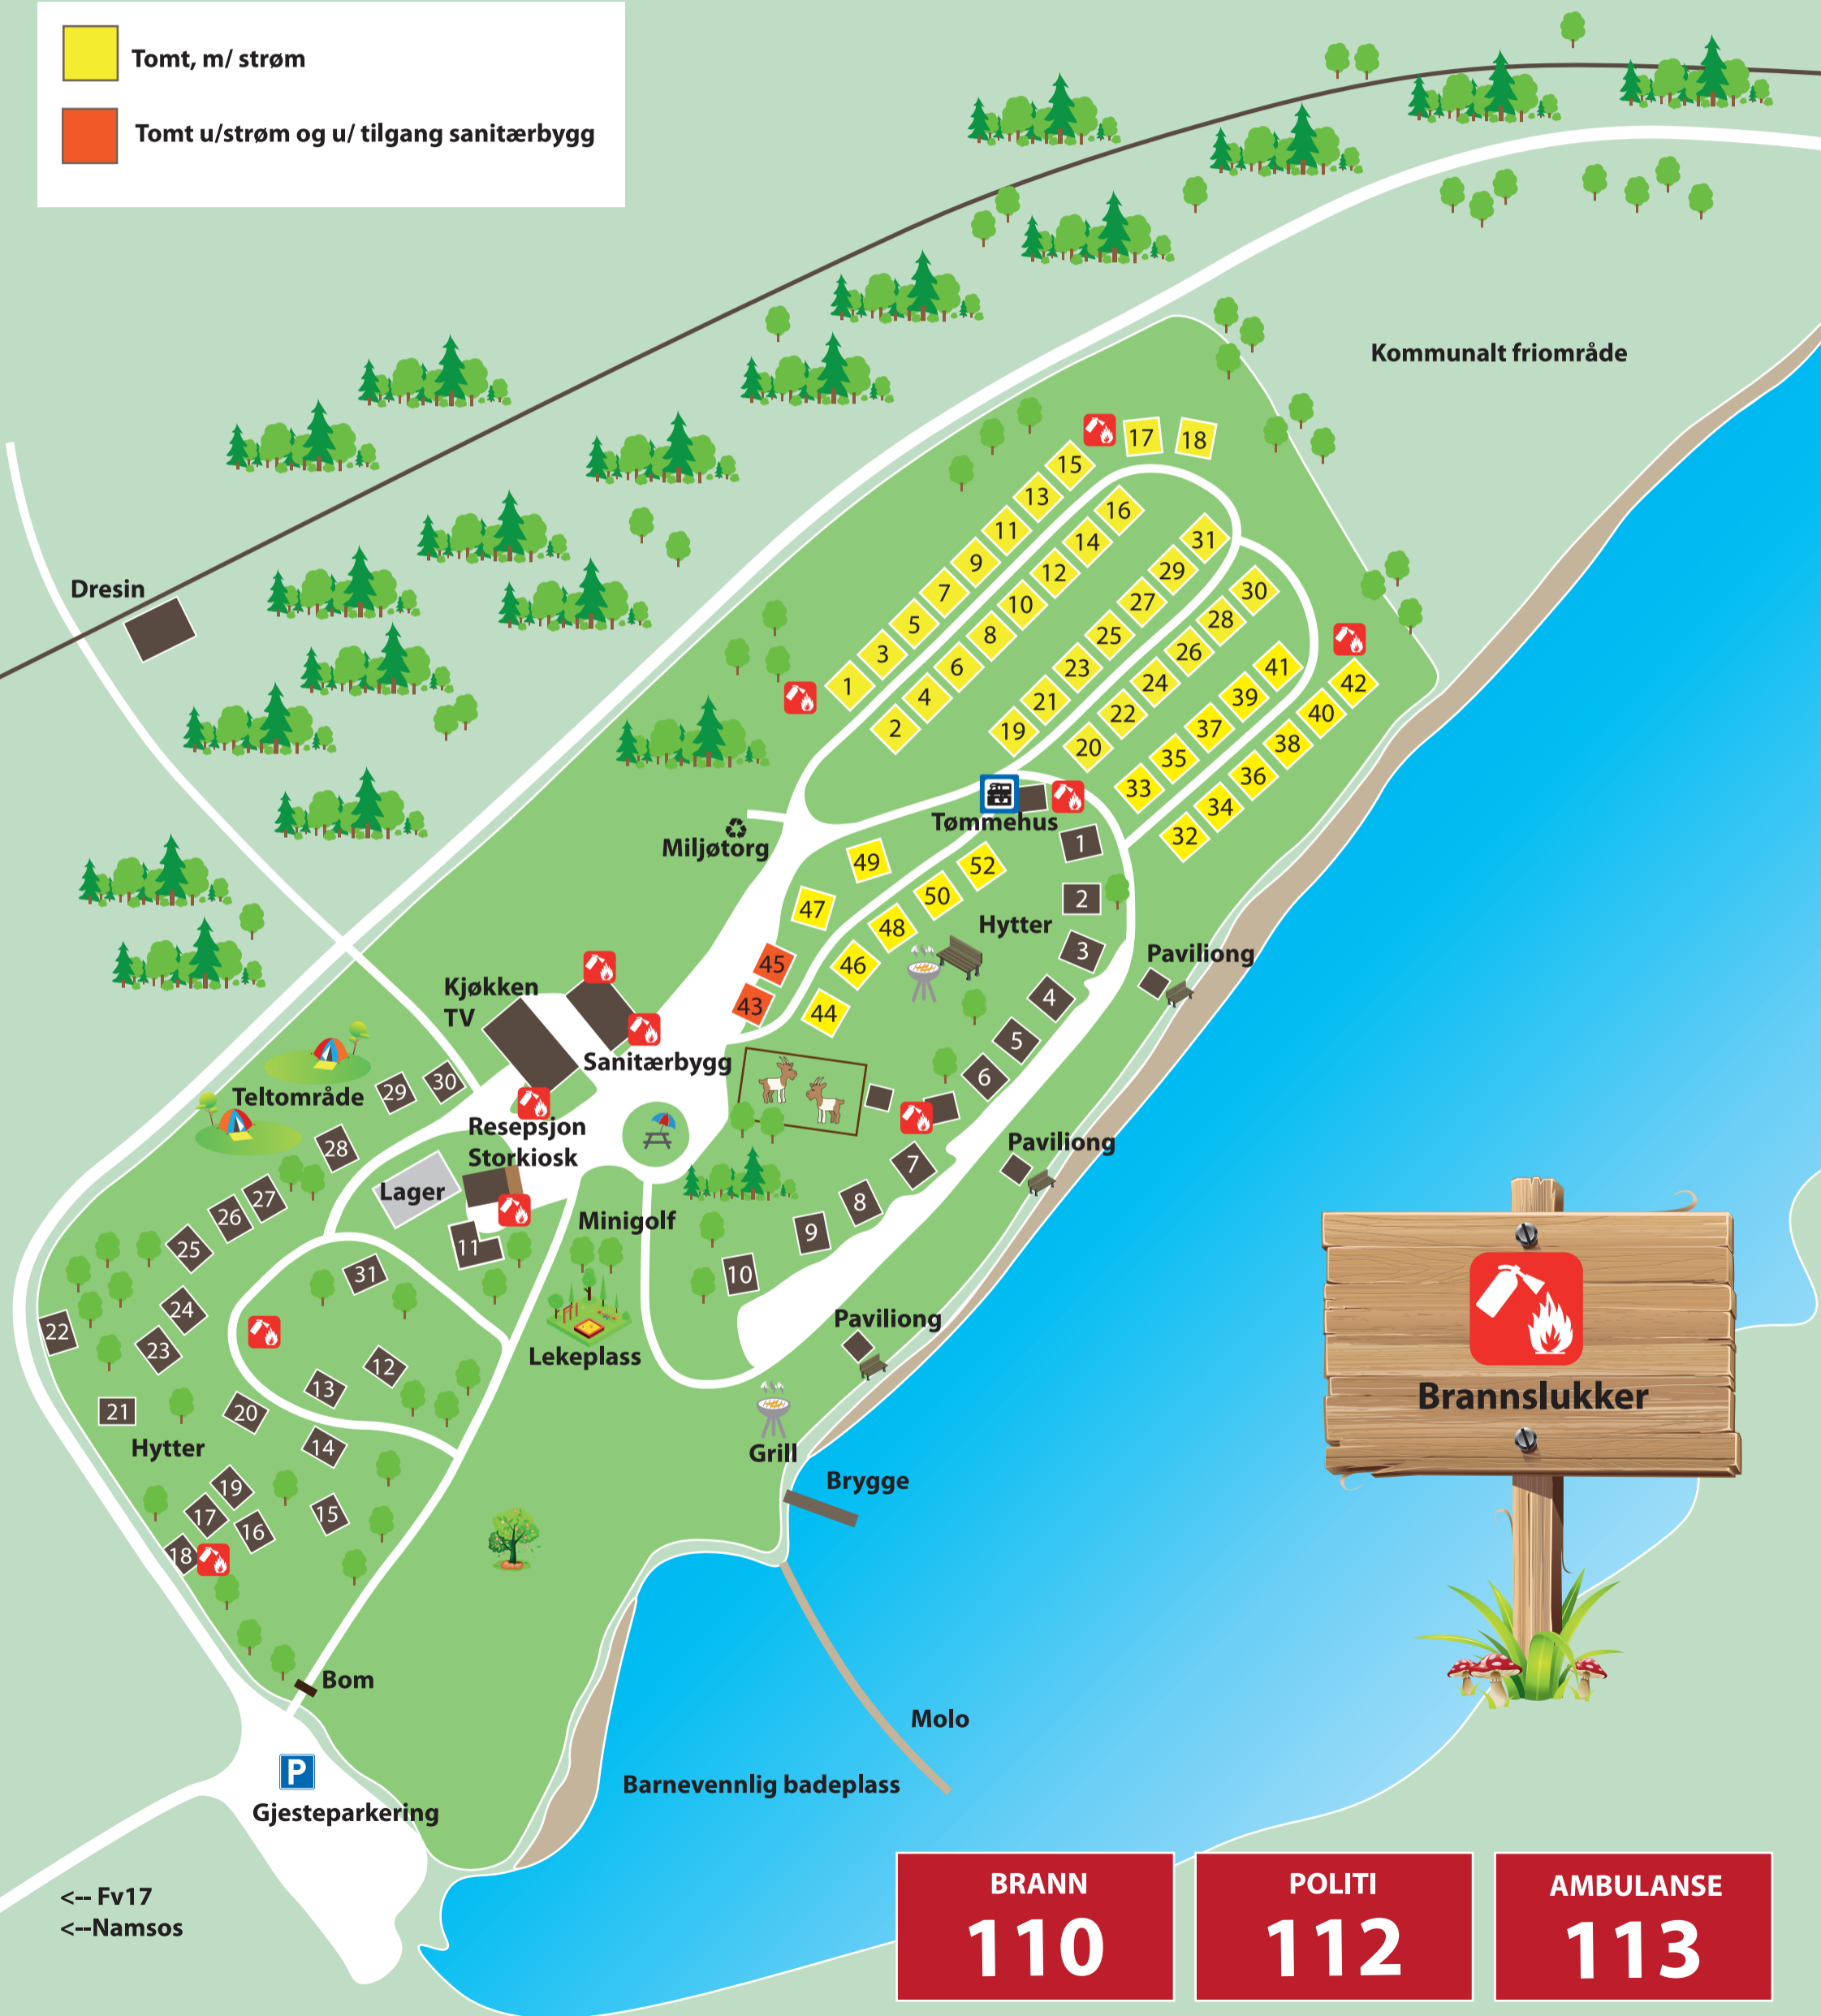 Tomt, m/ strøm
Tomt u/strøm og u/ tilgang sanitærbygg
Kommunalt friområde
17
18
15
13
16
11
14
31
9
12
29
30
7
10
27
28
5
8
25
26
3
6
23
24
41
42
1
4
21
22
39
40
2
19
20
37
38
35
36
33
34
32
Dresin
Tømmehus
Miljøtorg
49
52
47
50
48
45
46
43
44
1
2
Hytter
3
Paviliong
4
5
6
Kjøkken
TV
Sanitærbygg
Teltområde
29
30
28
Resepsjon
Storkiosk
Lager
Paviliong
7
8
9
10
Minigolf
11
27
26
25
31
24
22
23
12
13
20
21
Hytter
14
19
17
16
15
18
Lekeplass
Paviliong
Grill
Brygge
Brannslukker
Bom
Molo
P
Gjesteparkering
Barnevennlig badeplass
<-- Fv17
<--Namsos
BRANN
110
POLITI
112
AMBULANSE
113